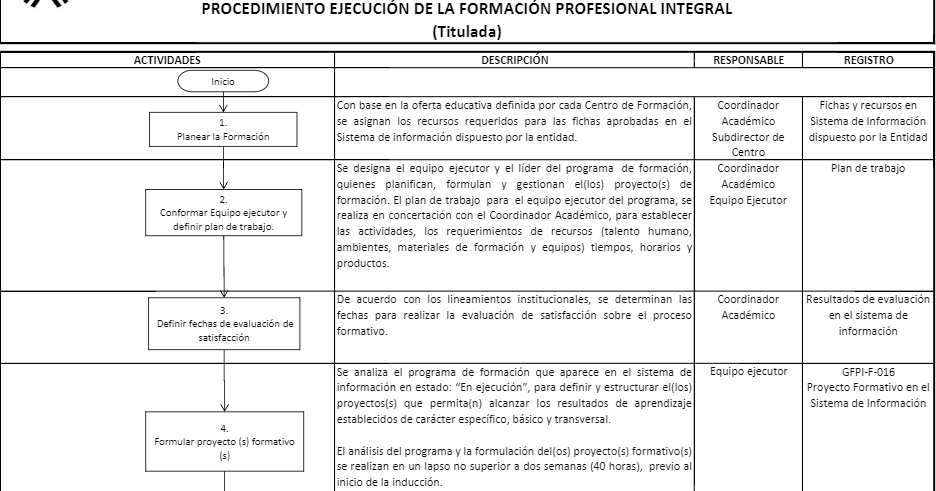 PROCEDIMIENTO EJECUCIÓN DE LA FORMACIÓN PROFESIONAL INTEGRAL
(Titulada)
ACTIVIDADES DESCRIPCIÓN RESPONSABLE REGISTRO
Inicio
1.
Planear la Formación
Con base en la oferta educativa definida por cada Centro de Formación,
se asignan los recursos requeridos para las fichas aprobadas en el
Sistema de información dispuesto por la entidad.
Coordinador
Académico
Subdirector de
Centro
Fichas y recursos en
Sistema de Información
dispuesto por la Entidad
2.
Conformar Equipo ejecutor y
definir plan de trabajo.
Se designa el equipo ejecutor y el líder del programa de formación,
quienes planifican, formulan y gestionan el(los) proyecto(s) de
formación. El plan de trabajo para el equipo ejecutor del programa, se
realiza en concertación con el Coordinador Académico, para establecer
las actividades, los requerimientos de recursos (talento humano,
ambientes, materiales de formación y equipos) tiempos, horarios y
productos.
Coordinador
Académico
Equipo Ejecutor
Plan de trabajo
3.
Definir fechas de evaluación de
satisfacción
De acuerdo con los lineamientos institucionales, se determinan las
fechas para realizar la evaluación de satisfacción sobre el proceso
formativo.
Coordinador
Académico
Resultados de evaluación
en el sistema de
información
4.
Formular proyecto (s) formativo
(s)
Se analiza el programa de formación que aparece en el sistema de
información en estado: “En ejecución”, para definir y estructurar el(los)
proyectos(s) que permita(n) alcanzar los resultados de aprendizaje
establecidos de carácter específico, básico y transversal.
El análisis del programa y la formulación del(os) proyecto(s) formativo(s)
se realizan en un lapso no superior a dos semanas (40 horas), previo al
inicio de la inducción.
Equipo ejecutor
GFPI-F-016
Proyecto Formativo en el
Sistema de Información